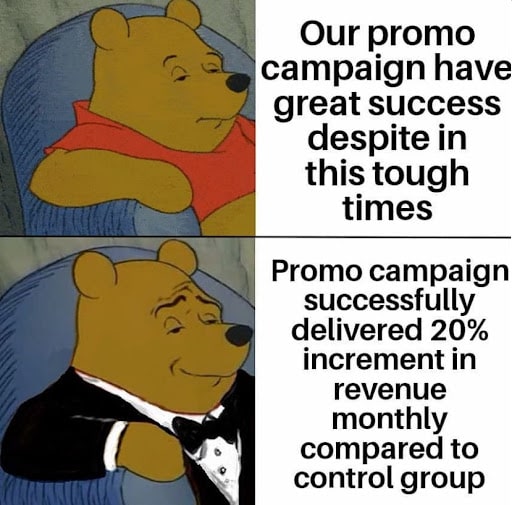 Our promo
campaign have
great success
despite in
this tough
times
Promo campaign
successfully
delivered 20%
increment in
revenue
monthly
compared to
control group